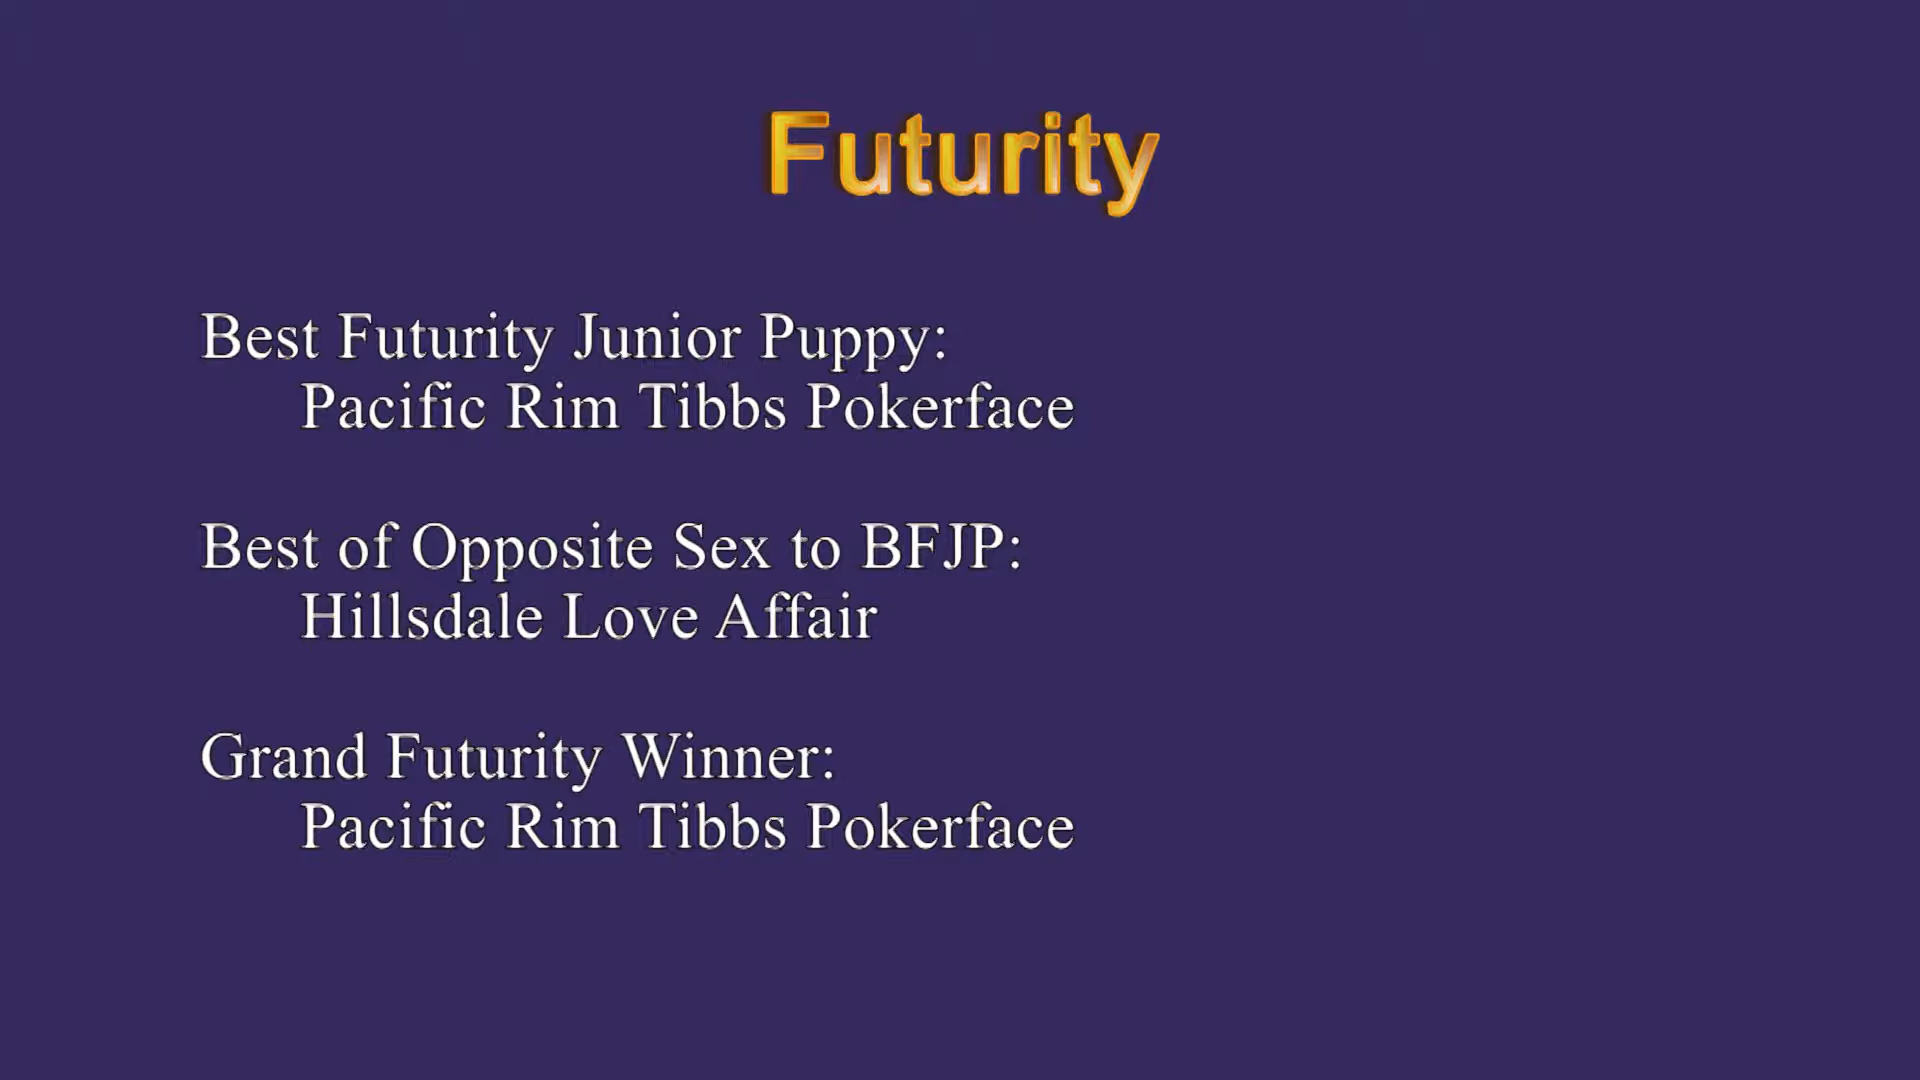 Futurity
Best Futurity Junior Puppy:
Pacific Rim Tibbs Pokerface
Best of Opposite Sex to BFJP:
Hillsdale Love Affair
Grand Futurity Winner:
Pacific Rim Tibbs Pokerface